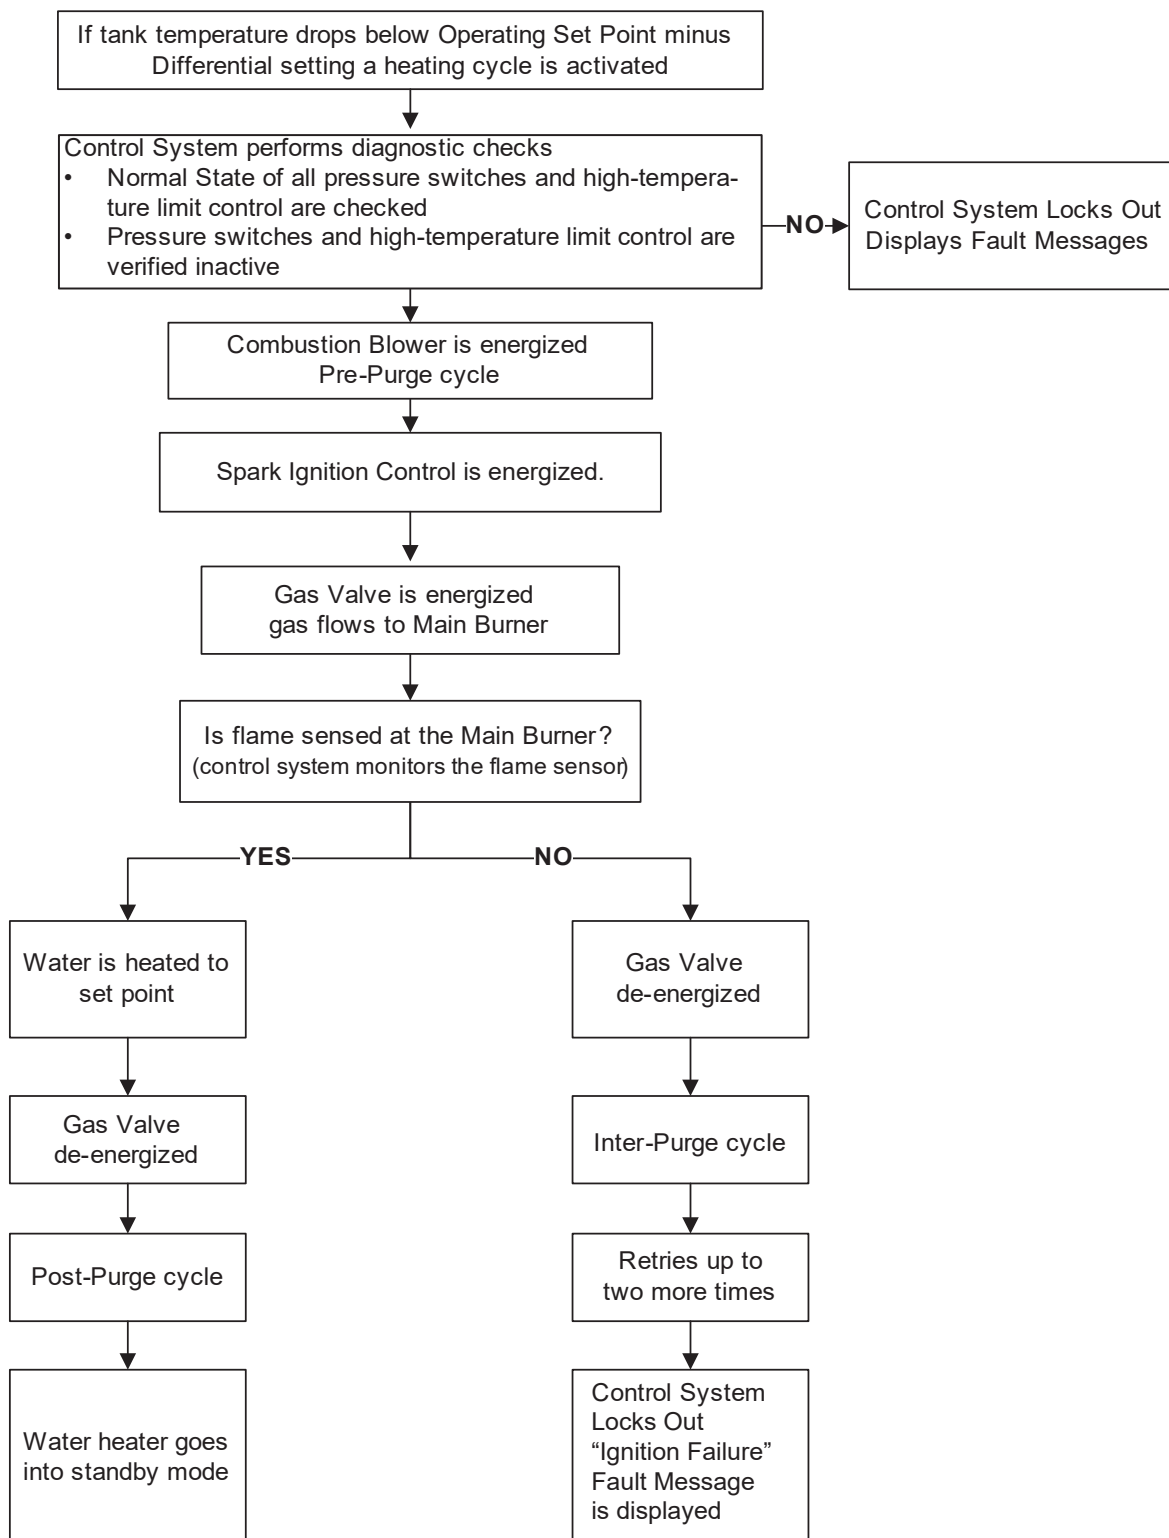 If tank temperature drops below Operating Set Point minus
Differential setting a heating cycle is activated
Control System performs diagnostic checks
• Normal State of all pressure switches and high-tempera-
ture limit control are checked
• Pressure switches and high-temperature limit control are
verified inactive
NO
Control System Locks Out
Displays Fault Messages
Combustion Blower is energized
Pre-Purge cycle
Spark Ignition Control is energized.
Gas Valve is energized
gas flows to Main Burner
Is flame sensed at the Main Burner?
(control system monitors the flame sensor)
YES
NO
Water is heated to
set point
Gas Valve
de-energized
Gas Valve
de-energized
Inter-Purge cycle
Post-Purge cycle
Retries up to
two more times
Water heater goes
into standby mode
Control System
Locks Out
“Ignition Failure”
Fault Message
is displayed